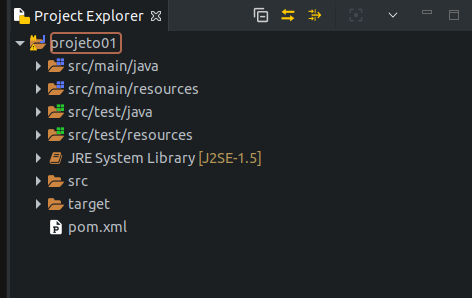 Project Explorer
projeto01
src/main/java
src/main/resources
src/test/java
src/test/resources
JRE System Library [J2SE-1.5]
src
target
pom.xml